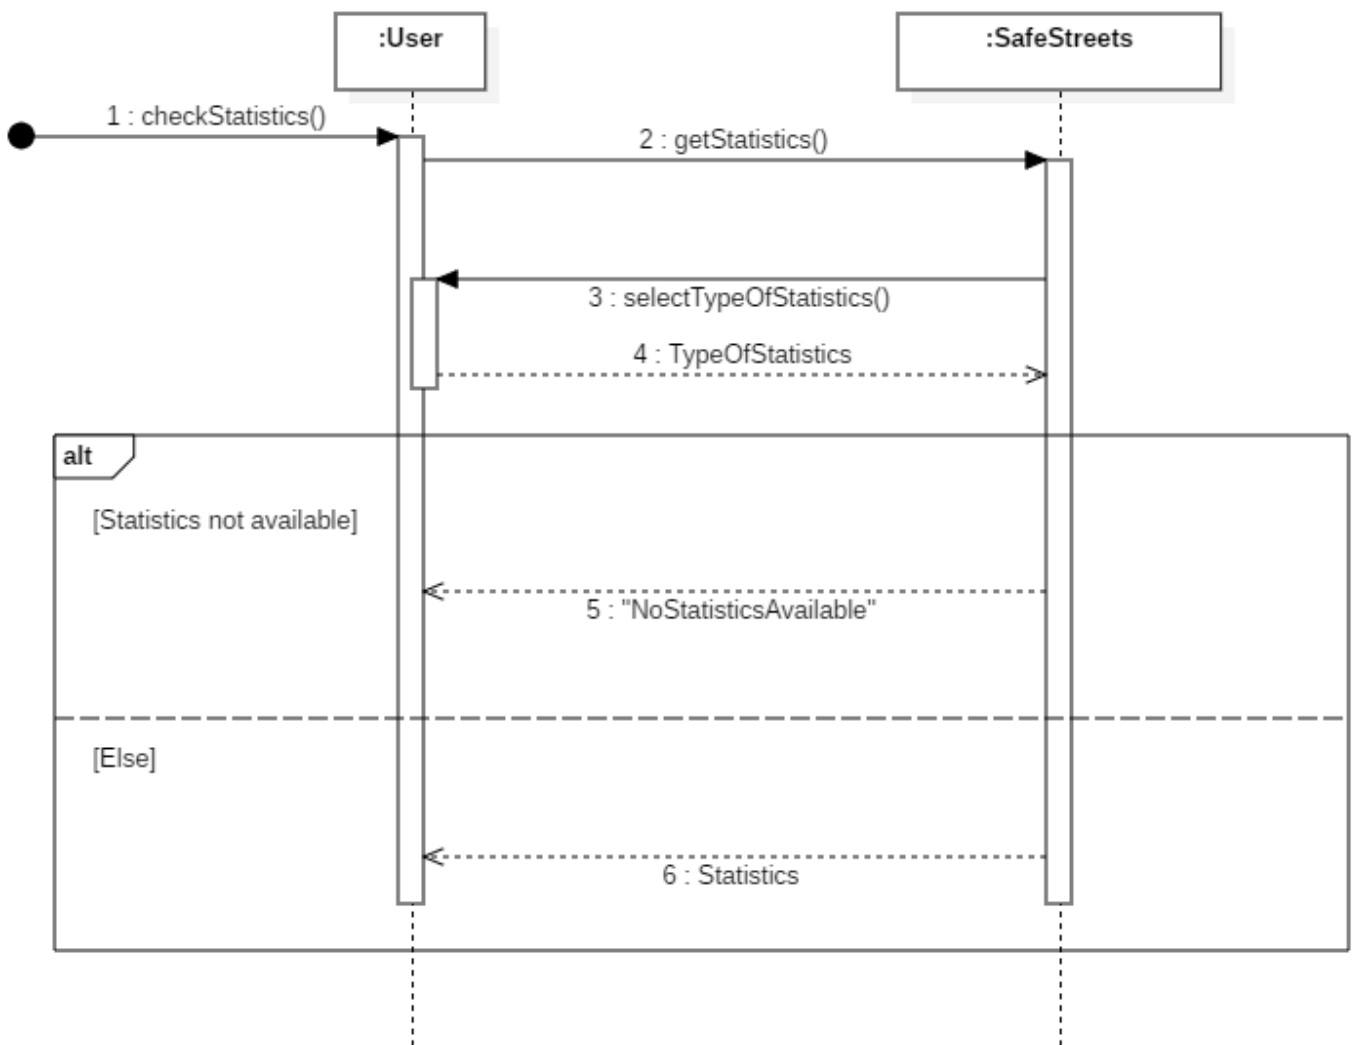 :User
:SafeStreets
1 : checkStatistics()
2 : getStatistics()
3 : selectTypeOfStatistics()
4 : TypeOfStatistics
alt
[Statistics not available]
5 : "NoStatisticsAvailable"
[Else]
6 : Statistics